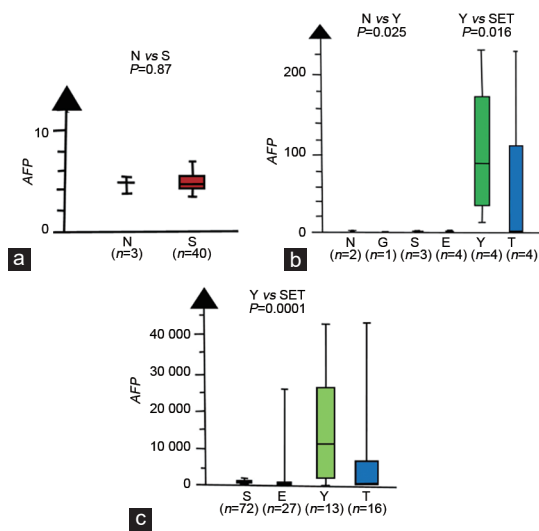 N vs S
P=0.87
AFP
10
0
N
S
(n=3)
(n=40)
a
N vs Y
Y vs SET
P=0.025
P=0.016
AFP
200
100
0
N G S E Y T
(n=2) (n=1) (n=3) (n=4) (n=4) (n=4)
b
Y vs SET
P=0.0001
AFP
40 000
30 000
20 000
10 000
0
S E Y T
(n=72) (n=27) (n=13) (n=16)
c